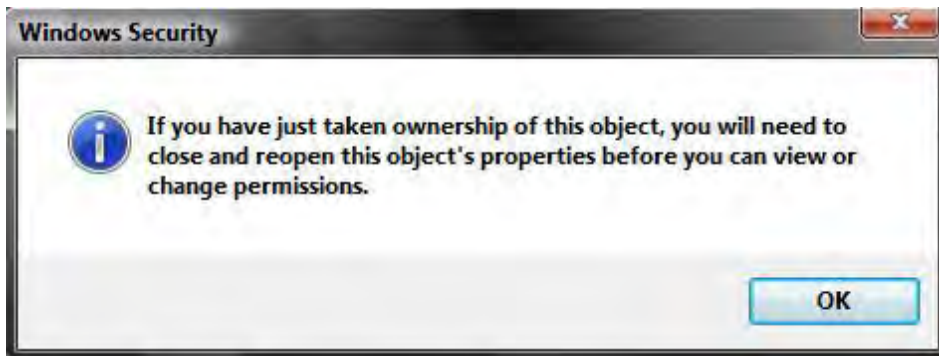 Windows Security
If you have just taken ownership of this object, you will need to
close and reopen this object's properties before you can view or
change permissions.
OK